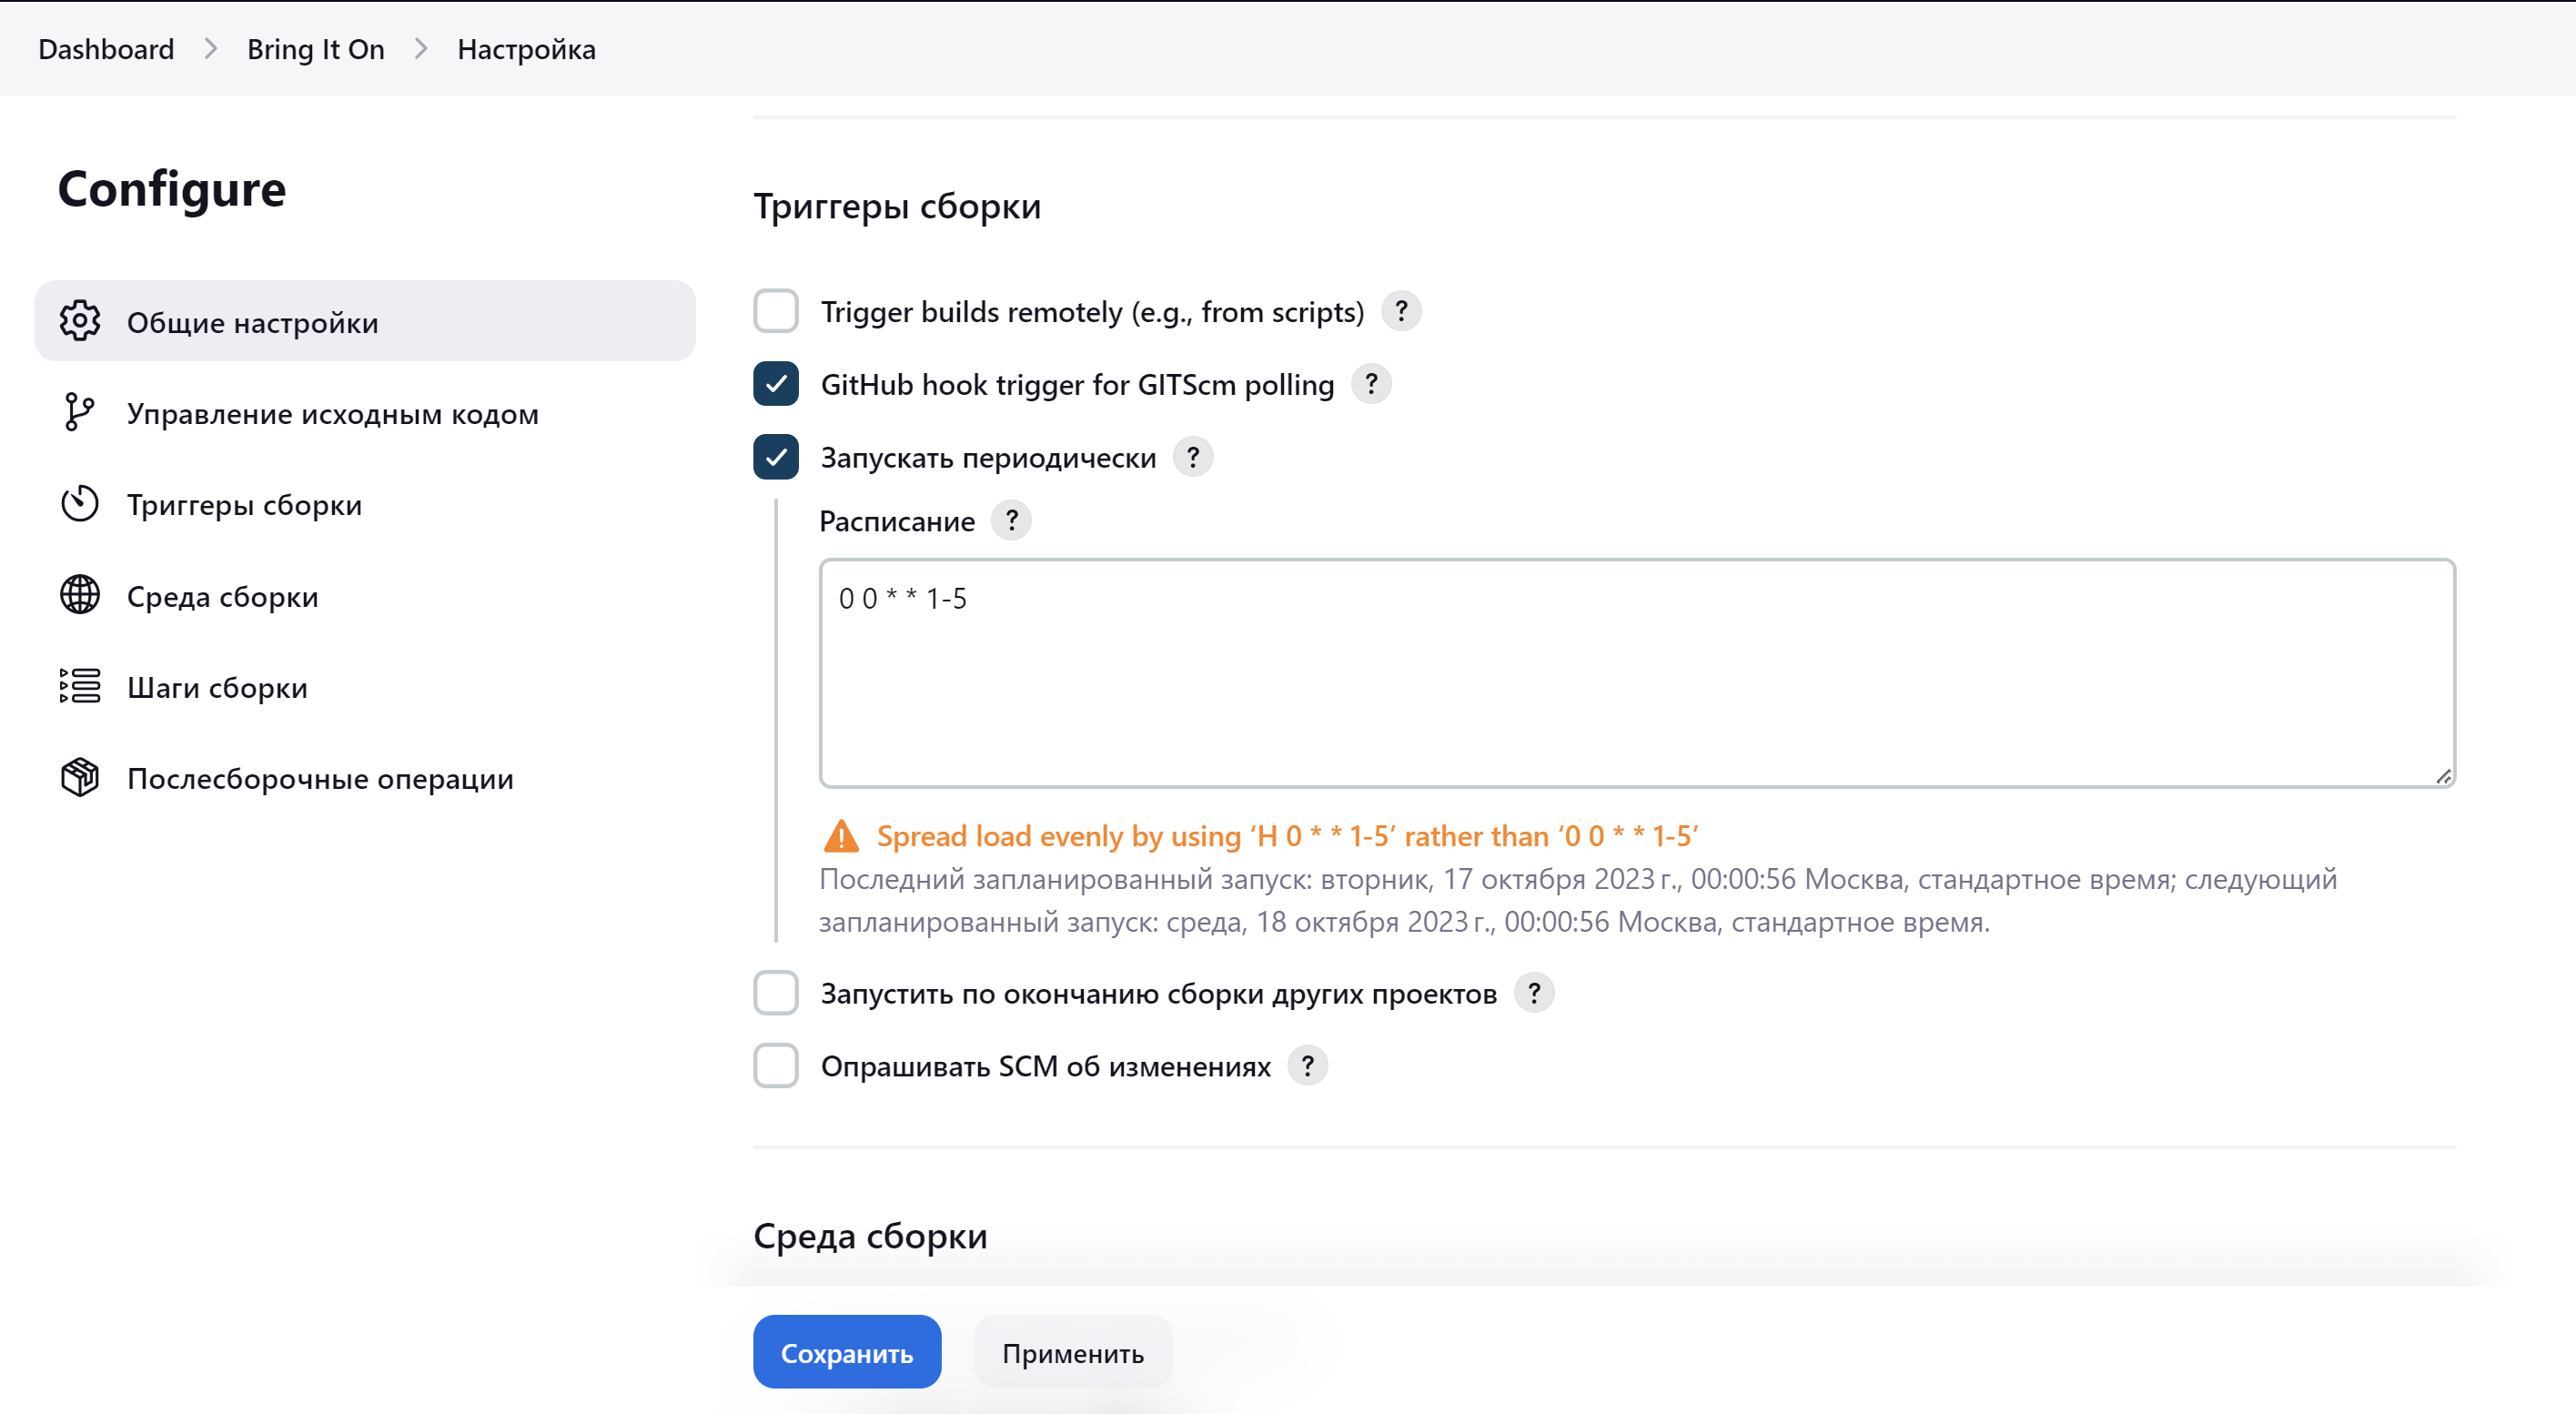 Dashboard > Bring It On > Настройка
Configure
Общие настройки
Управление исходным кодом
Триггеры сборки
Среда сборки
Шаги сборки
Послесборочные операции
Триггеры сборки
Trigger builds remotely (e.g., from scripts) ?
GitHub hook trigger for GITScm polling ?
Запускать периодически ?
Расписание ?
0 0 * * 1-5
Spread load evenly by using ‘H 0 * * 1-5’ rather than ‘0 0 * * 1-5’
Последний запланированный запуск: вторник, 17 октября 2023 г., 00:00:56 Москва, стандартное время; следующий
запланированный запуск: среда, 18 октября 2023 г., 00:00:56 Москва, стандартное время.
Запустить по окончанию сборки других проектов ?
Опрашивать SCM об изменениях ?
Среда сборки
Сохранить
Применить